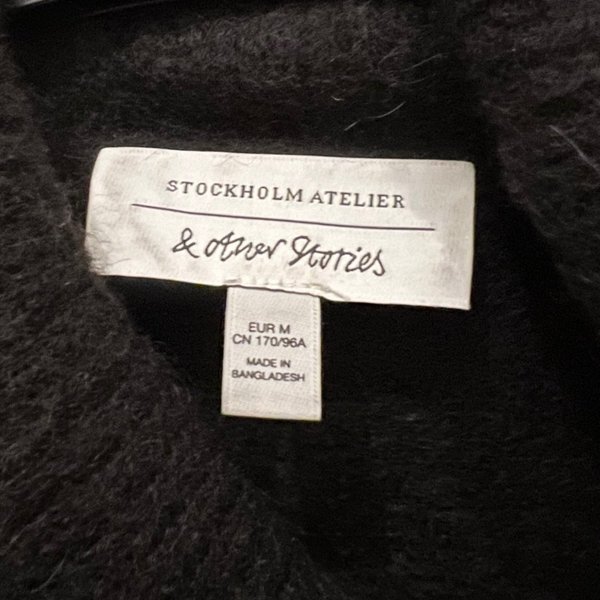 STOCKHOLM ATELIER
& other Stories
EUR M
CN 170/96A
MADE IN
BANGLADESH